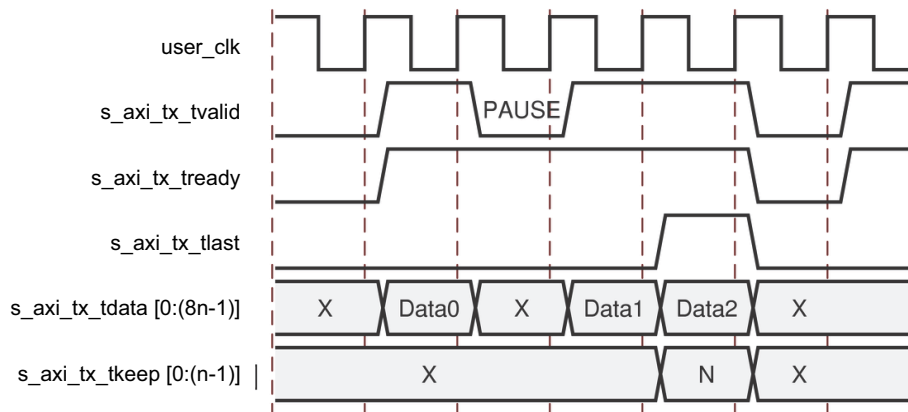 user_clk
s_axi_tx_tvalid
PAUSE
s_axi_tx_tready
s_axi_tx_tlast
s_axi_tx_tdata [0:(8n-1)]
X Data0 X Data1 Data2 X
s_axi_tx_tkeep [0:(n-1)]
X N X